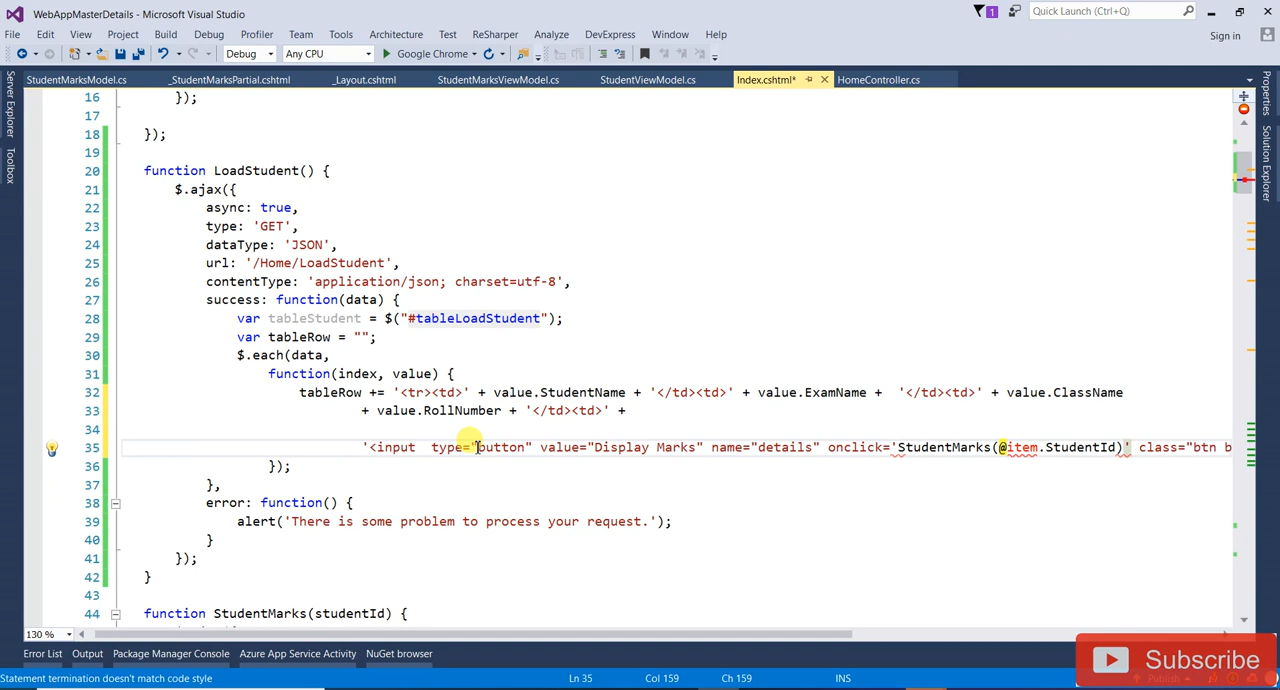 WebAppMasterDetails - Microsoft Visual Studio
1
Quick Launch (Ctrl+Q)
File Edit View Project Build Debug Profiler Team Tools Architecture Test ReSharper Analyze DevExpress Window Help
Sign in
Debug Any CPU Google Chrome
StudentMarksModel.cs _StudentMarksPartial.cshtml _Layout.cshtml StudentMarksViewModel.cs StudentViewModel.cs Index.cshtml* HomeController.cs
Server Explorer
Toolbox
Properties
Solution Explorer
16 });
17
18 });
19
20 function LoadStudent() {
21 $.ajax({
22 async: true,
23 type: 'GET',
24 dataType: 'JSON',
25 url: '/Home/LoadStudent',
26 contentType: 'application/json; charset=utf-8',
27 success: function(data) {
28 var tableStudent = $("#tableLoadStudent");
29 var tableRow = "";
30 $.each(data,
31 function(index, value) {
32 tableRow += '<tr><td>' + value.StudentName + '</td><td>' + value.ExamName + '</td><td>' + value.ClassName
33 + value.RollNumber + '</td><td>' +
34
35 '<input type="button" value="Display Marks" name="details" onclick='StudentMarks(@item.StudentId)' class="btn b
36 });
37 },
38 error: function() {
39 alert('There is some problem to process your request.');
40 }
41 });
42 }
43
44 function StudentMarks(studentId) {
130 %
Error List Output Package Manager Console Azure App Service Activity NuGet browser
Subscribe
Statement termination doesn't match code style Ln 35 Col 159 Ch 159 INS Publish